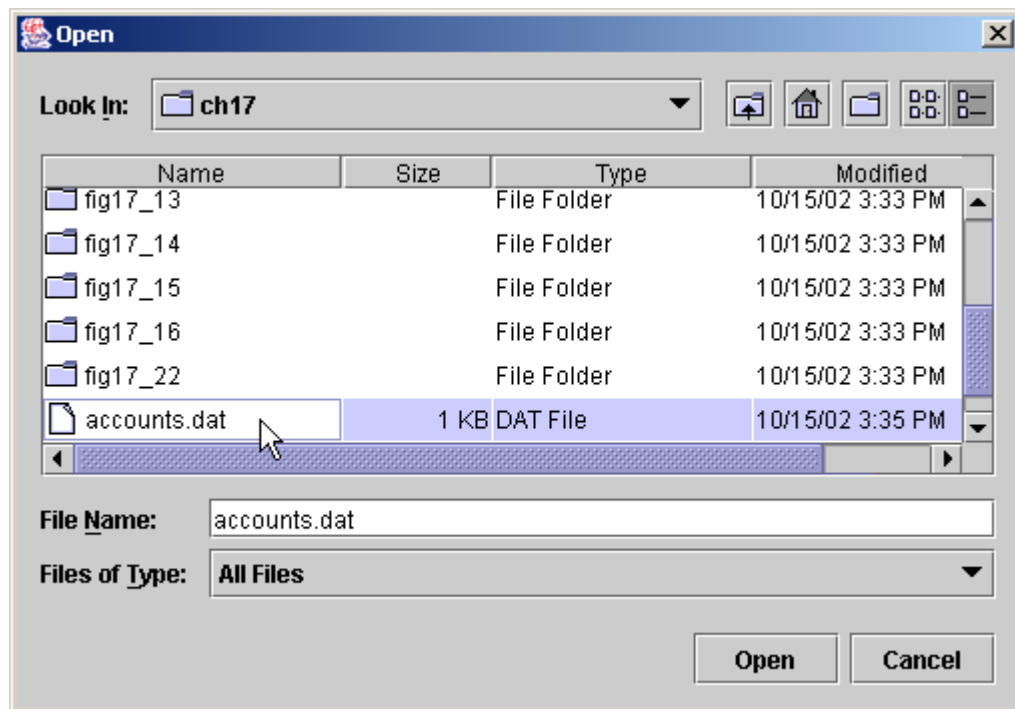 Open
Look In: ch17
Name Size Type Modified
fig17_13 File Folder 10/15/02 3:33 PM
fig17_14 File Folder 10/15/02 3:33 PM
fig17_15 File Folder 10/15/02 3:33 PM
fig17_16 File Folder 10/15/02 3:33 PM
fig17_22 File Folder 10/15/02 3:33 PM
accounts.dat 1 KB DAT File 10/15/02 3:35 PM
File Name: accounts.dat
Files of Type: All Files
Open Cancel